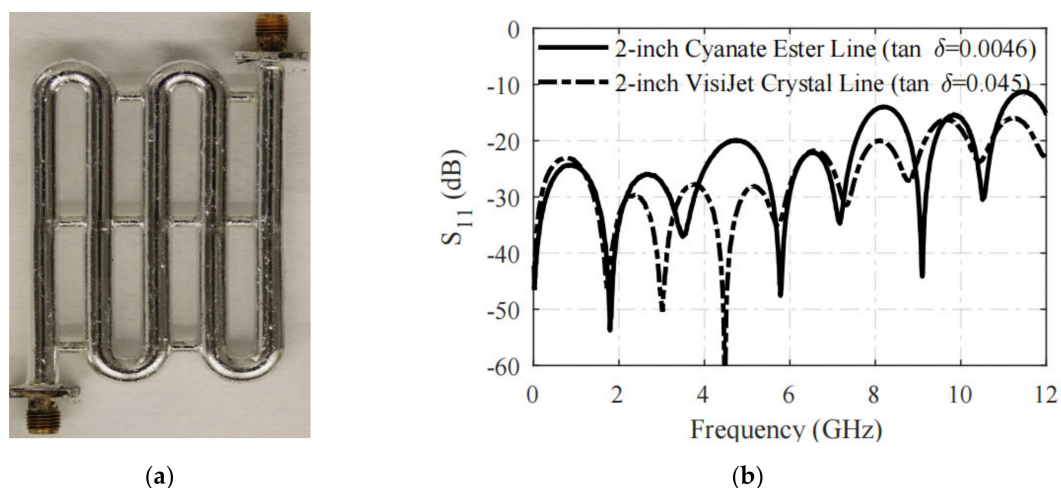 0
-10
-20
-30
-40
-50
-60
S11 (dB)
2-inch Cyanate Ester Line (tan δ=0.0046)
2-inch VisiJet Crystal Line (tan δ=0.045)
0 2 4 6 8 10 12
Frequency (GHz)
(a) (b)